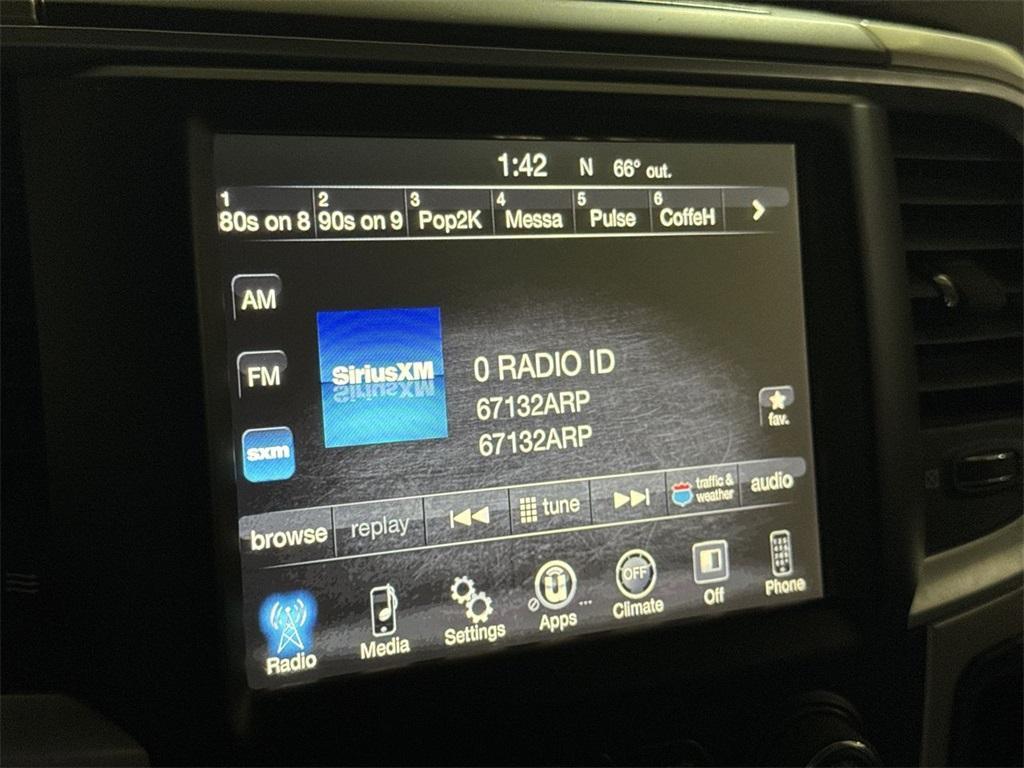 1:42 N 66° out.
1 2 3 4 5 6
80s on 8 90s on 9 Pop2K Messa Pulse CoffeH
AM
FM
sxm
SiriusXM
0 RADIO ID
67132ARP
67132ARP
fav.
browse replay tune traffic & weather audio
OFF
Radio Media Settings Apps ... Climate Off Phone